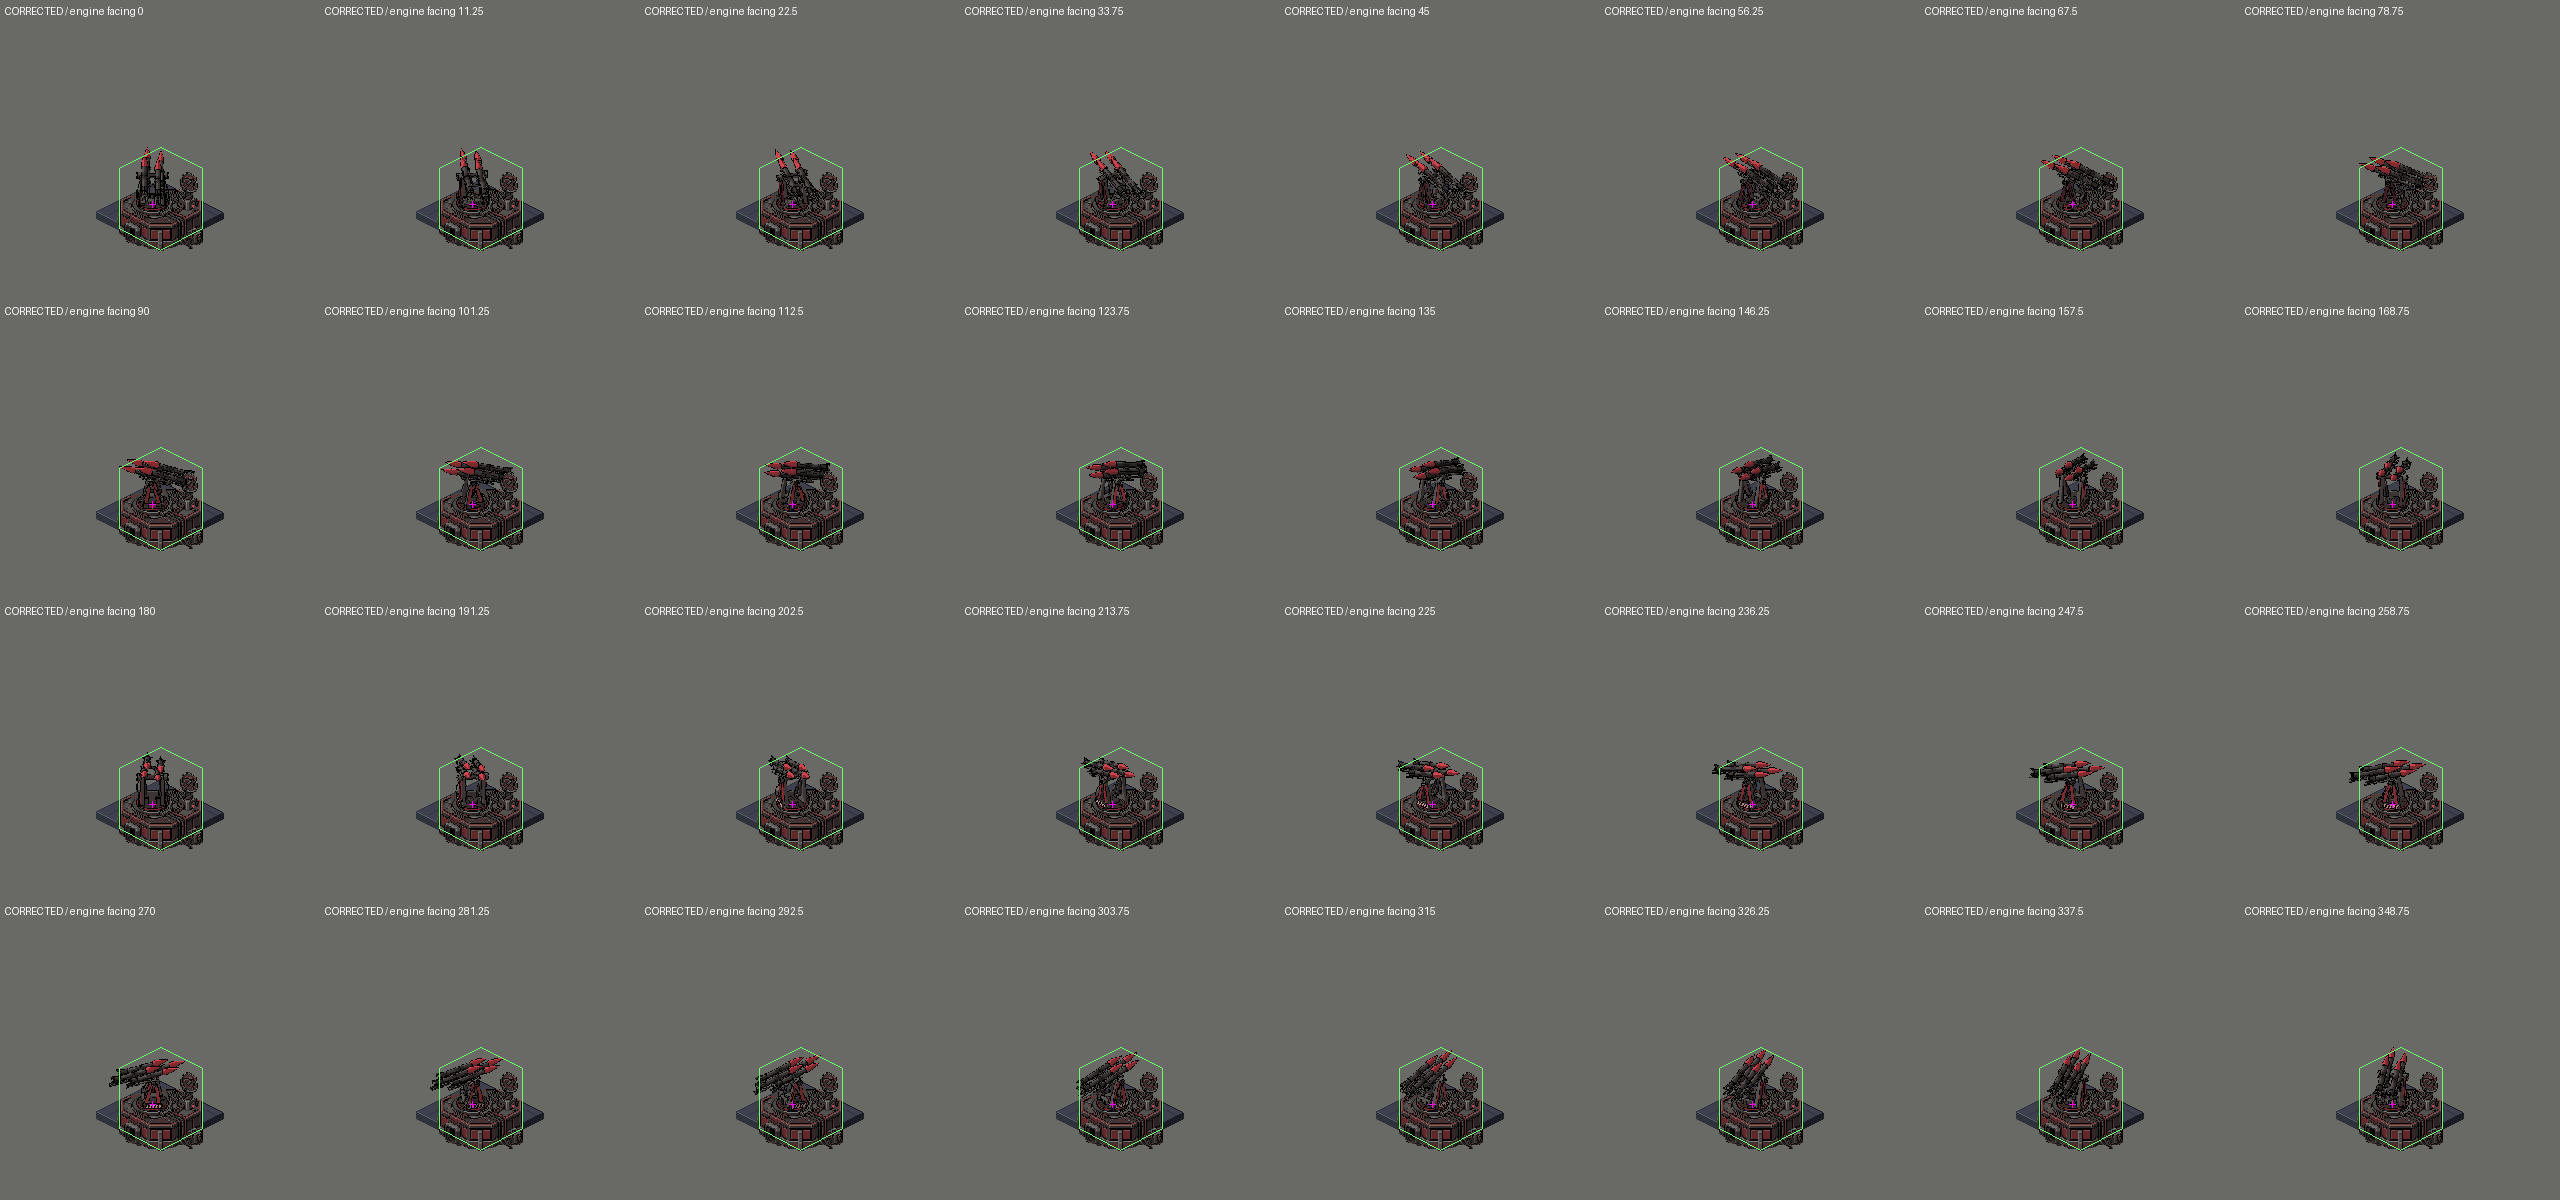 CORRECTED / engine facing 0
CORRECTED / engine facing 11.25
CORRECTED / engine facing 22.5
CORRECTED / engine facing 33.75
CORRECTED / engine facing 45
CORRECTED / engine facing 56.25
CORRECTED / engine facing 67.5
CORRECTED / engine facing 78.75
CORRECTED / engine facing 90
CORRECTED / engine facing 101.25
CORRECTED / engine facing 112.5
CORRECTED / engine facing 123.75
CORRECTED / engine facing 135
CORRECTED / engine facing 146.25
CORRECTED / engine facing 157.5
CORRECTED / engine facing 168.75
CORRECTED / engine facing 180
CORRECTED / engine facing 191.25
CORRECTED / engine facing 202.5
CORRECTED / engine facing 213.75
CORRECTED / engine facing 225
CORRECTED / engine facing 236.25
CORRECTED / engine facing 247.5
CORRECTED / engine facing 258.75
CORRECTED / engine facing 270
CORRECTED / engine facing 281.25
CORRECTED / engine facing 292.5
CORRECTED / engine facing 303.75
CORRECTED / engine facing 315
CORRECTED / engine facing 326.25
CORRECTED / engine facing 337.5
CORRECTED / engine facing 348.75